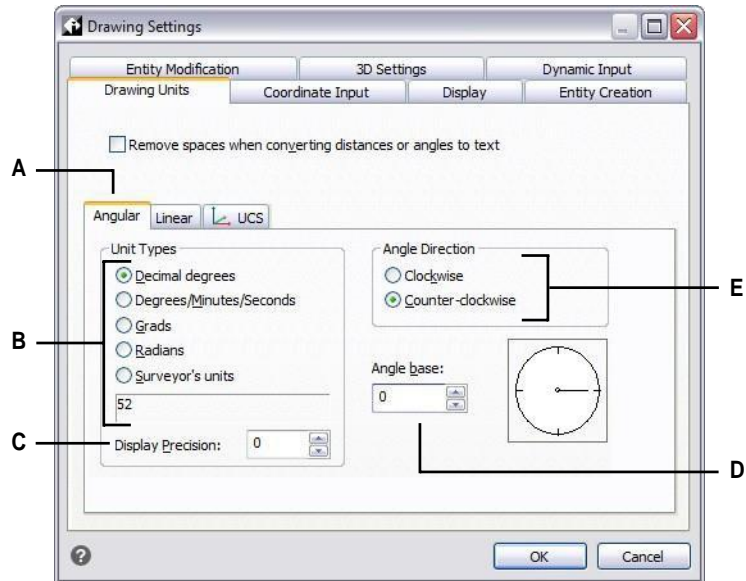 Drawing Settings
Entity Modification 3D Settings Dynamic Input
Drawing Units Coordinate Input Display Entity Creation
Remove spaces when converting distances or angles to text
A
Angular Linear UCS
Unit Types
Decimal degrees
Degrees/Minutes/Seconds
Grads
Radians
Surveyor's units
52
Display Precision: 0
B
C
Angle Direction
Clockwise
Counter-clockwise
E
Angle base:
0
D
?
OK Cancel